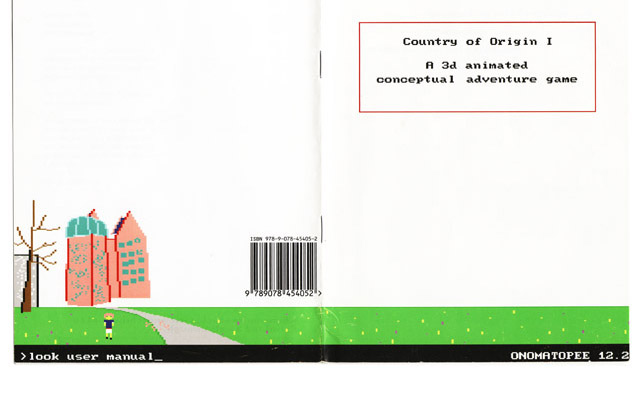 Country of Origin I
A 3d animated
conceptual adventure game
ISBN 978-9-078-45405-2
9 789078 454052 >
>look user manual_
ONOMATOPEE 12.2